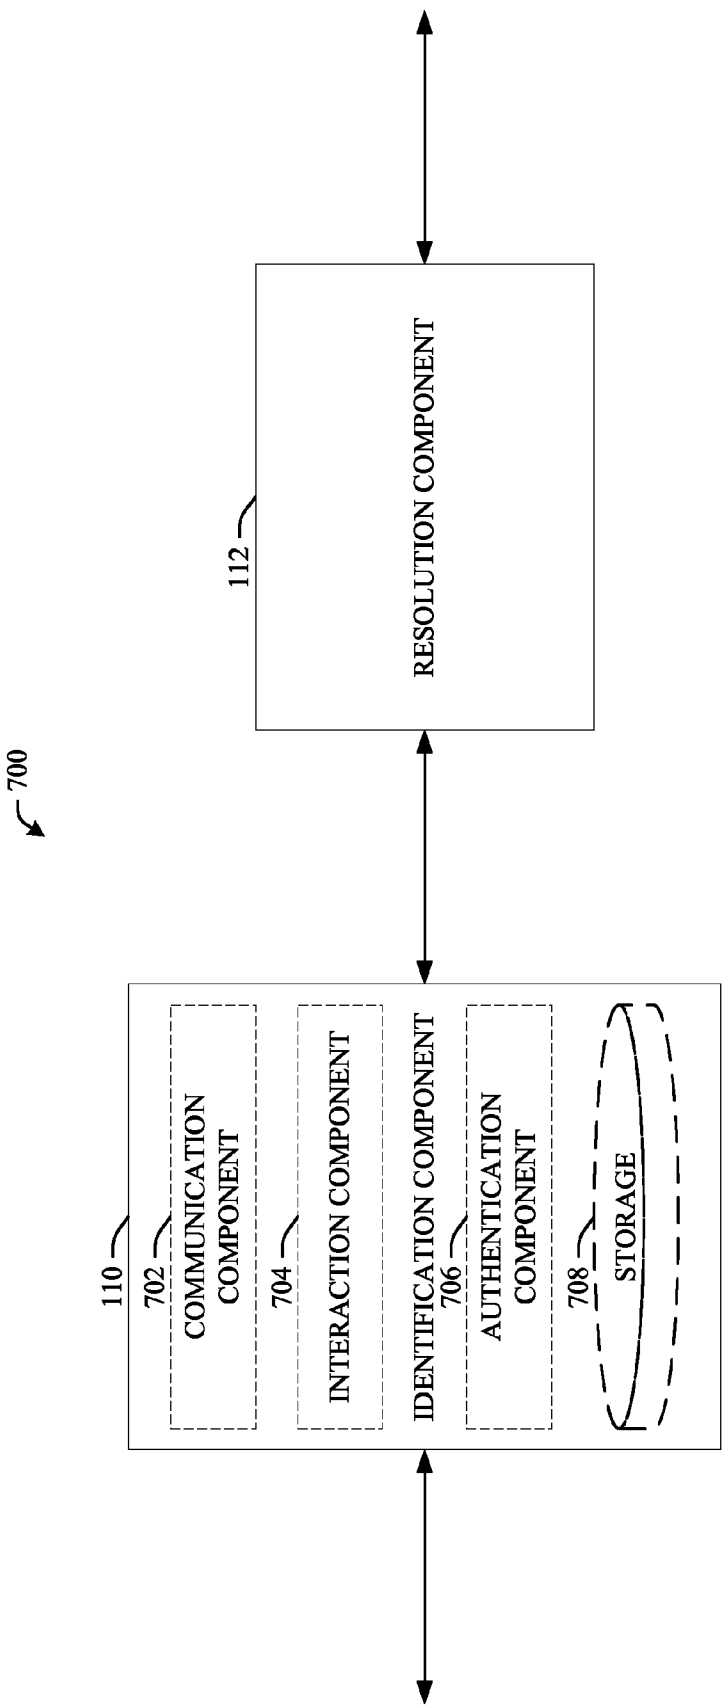 700
110
702
COMMUNICATION
COMPONENT
704
INTERACTION COMPONENT
IDENTIFICATION COMPONENT
706
AUTHENTICATION
COMPONENT
708
STORAGE
112
RESOLUTION COMPONENT